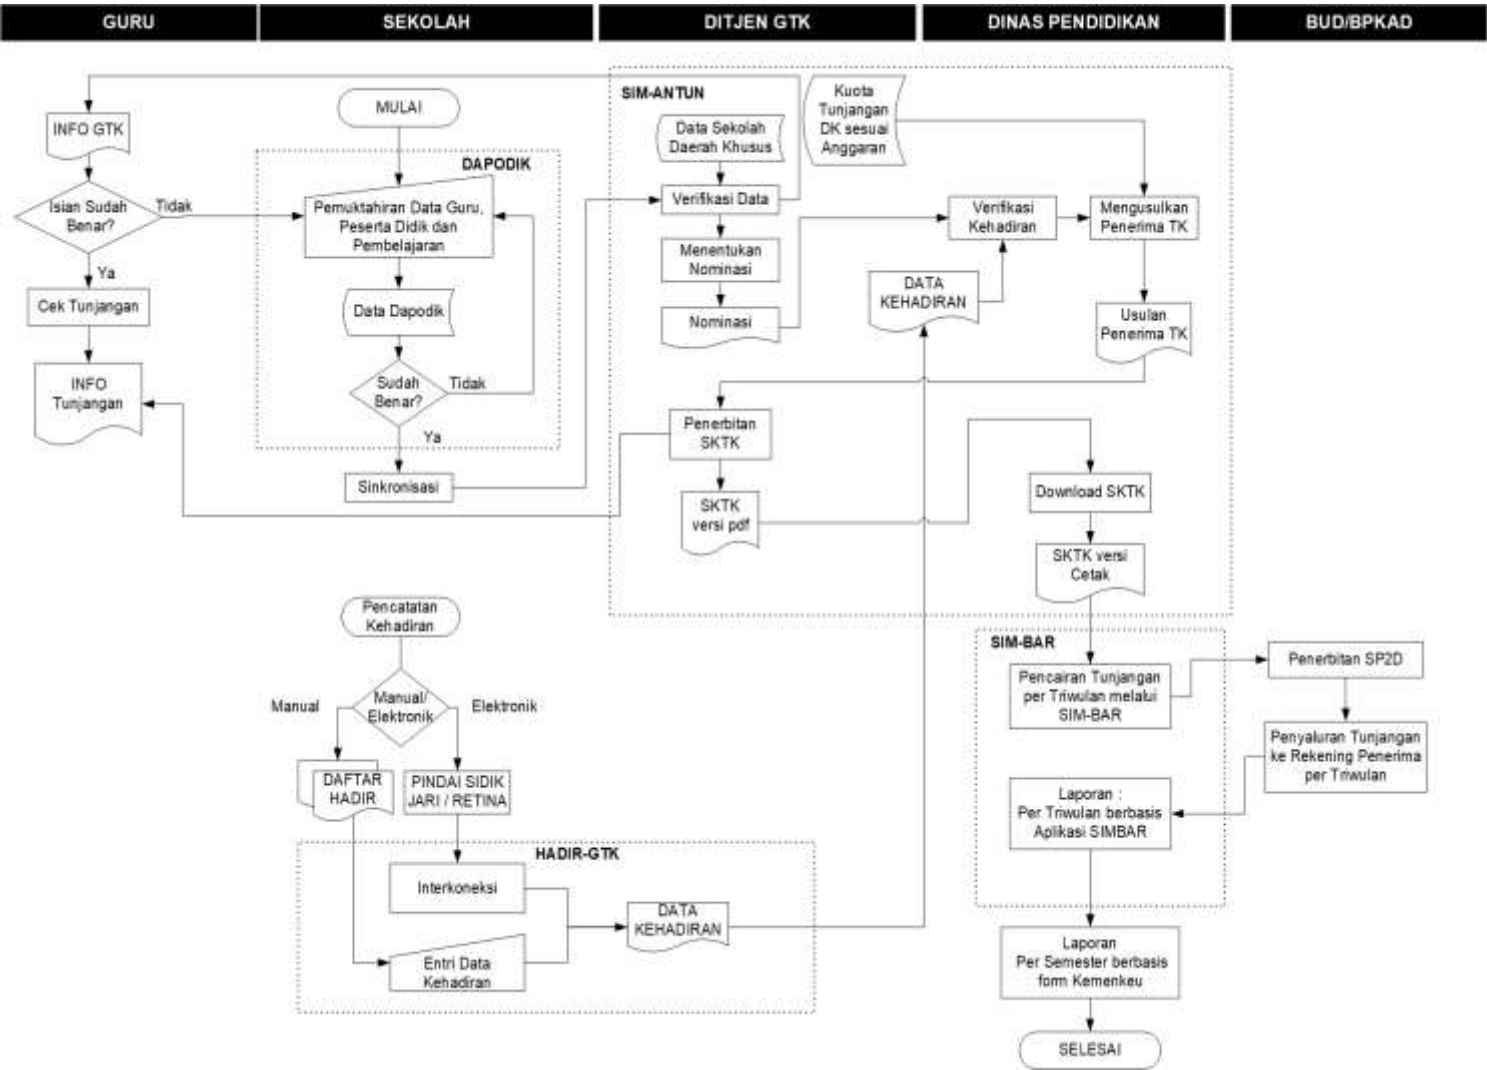 GURU
SEKOLAH
DITJEN GTK
DINAS PENDIDIKAN
BUD/BPKAD
INFO GTK
Isian Sudah
Benar?
Tidak
Ya
Cek Tunjangan
INFO
Tunjangan
MULAI
DAPODIK
Pemuktahiran Data Guru,
Peserta Didik dan
Pembelajaran
Data Dapodik
Sudah
Benar?
Tidak
Ya
Sinkronisasi
SIM-ANTUN
Data Sekolah
Daerah Khusus
Verifikasi Data
Menentukan
Nominasi
Nominasi
Kuota
Tunjangan
DK sesuai
Anggaran
Verifikasi
Kehadiran
Mengusulkan
Penerima TK
DATA
KEHADIRAN
Usulan
Penerima TK
Penerbitan
SKTK
SKTK
versi pdf
Download SKTK
SKTK versi
Cetak
Pencatatan
Kehadiran
Manual/
Elektronik
Manual
Elektronik
DAFTAR
HADIR
PINDAI SIDIK
JARI / RETINA
HADIR-GTK
Interkoneksi
Entri Data
Kehadiran
DATA
KEHADIRAN
SIM-BAR
Pencairan Tunjangan
per Triwulan melalui
SIM-BAR
Penerbitan SP2D
Penyaluran Tunjangan
ke Rekening Penerima
per Triwulan
Laporan :
Per Triwulan berbasis
Aplikasi SIMBAR
Laporan
Per Semester berbasis
form Kemenkeu
SELESAI